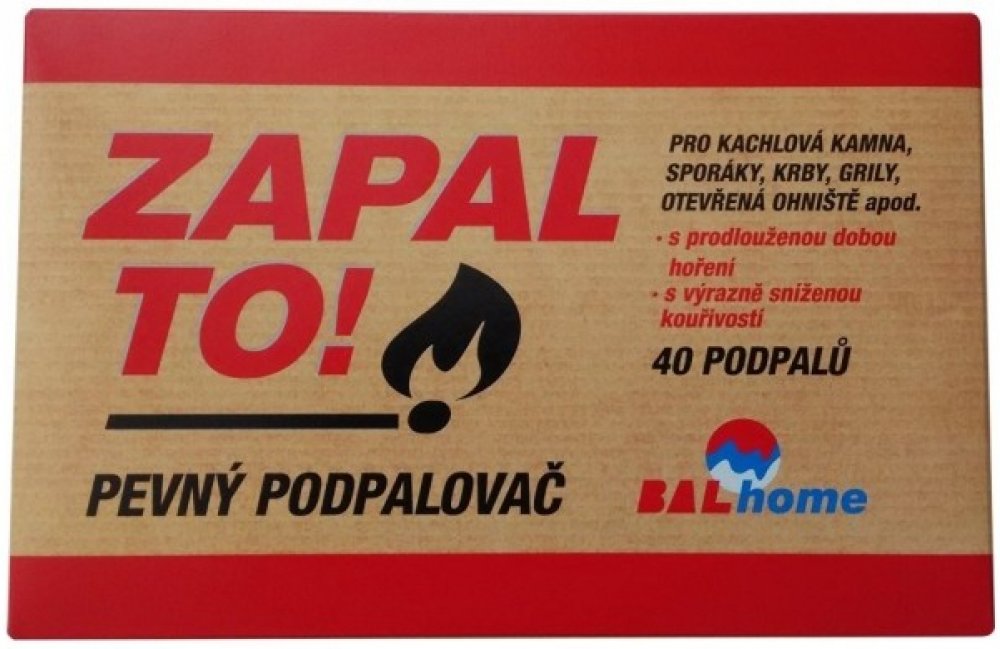 ZAPAL
TO!
PEVNÝ PODPALOVAČ
PRO KACHLOVÁ KAMNA,
SPORÁKY, KRBY, GRILY,
OTEVŘENÁ OHNIŠTĚ apod.
· s prodlouženou dobou
hoření
· s výrazně sníženou
kouřivostí
40 PODPALŮ
BALhome